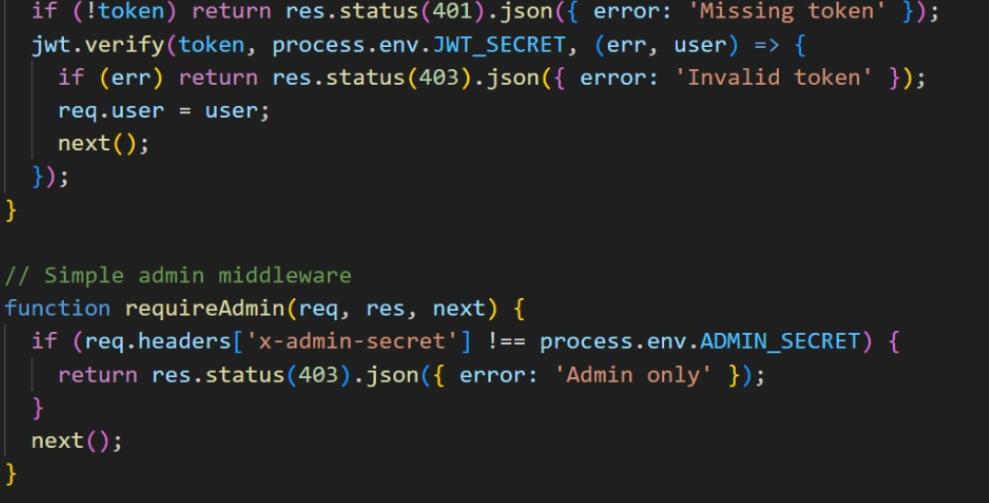 if (!token) return res.status(401).json({ error: 'Missing token' });
jwt.verify(token, process.env.JWT_SECRET, (err, user) => {
if (err) return res.status(403).json({ error: 'Invalid token' });
req.user = user;
next();
});
}
// Simple admin middleware
function requireAdmin(req, res, next) {
if (req.headers['x-admin-secret'] !== process.env.ADMIN_SECRET) {
return res.status(403).json({ error: 'Admin only' });
}
next();
}